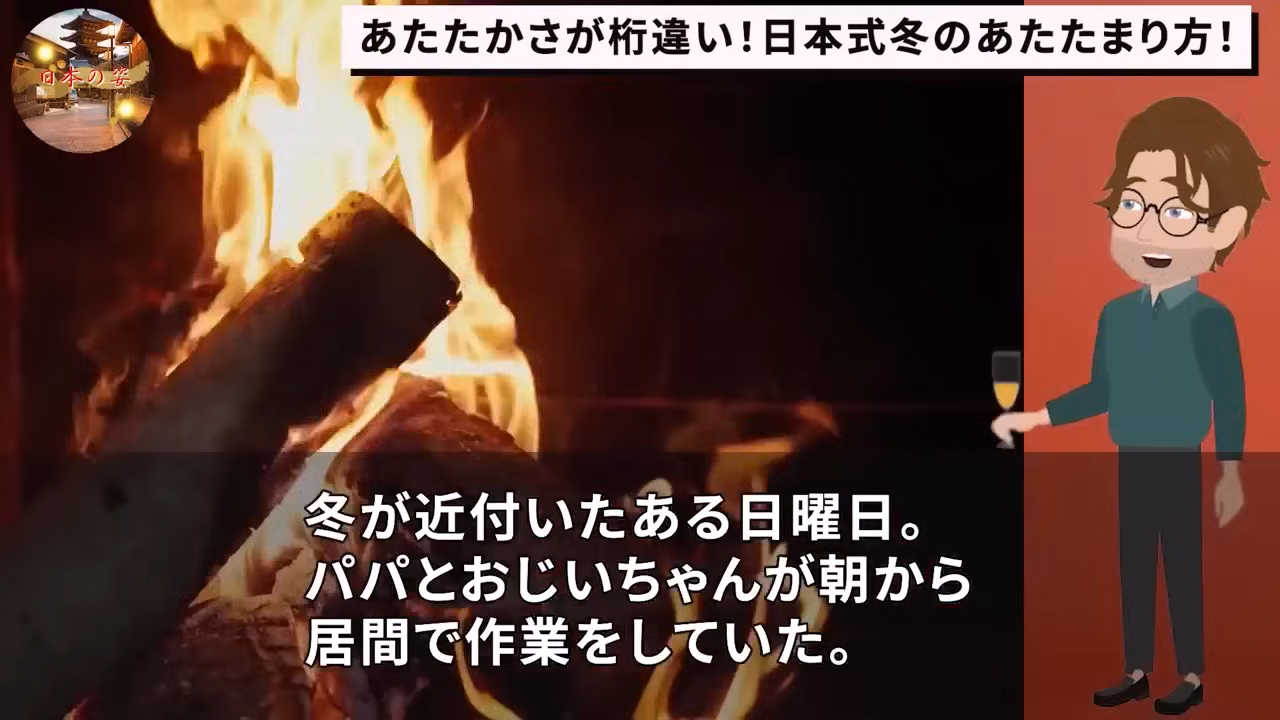 あたたかさが桁違い!日本式冬のあたたまり方!
日本の姿
冬が近付いたある日曜日。
パパとおじいちゃんが朝から
居間で作業をしていた。